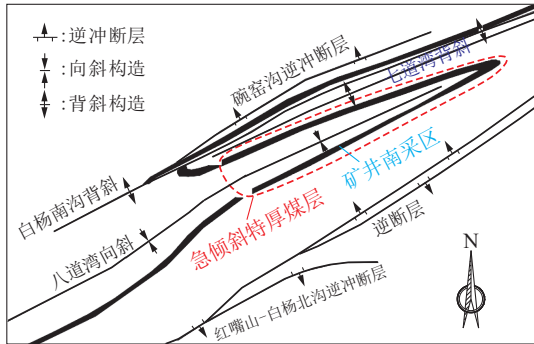 :逆冲断层
:向斜构造
:背斜构造
碗窑沟逆冲断层
七道湾背斜
矿井南采区
白杨南沟背斜
急倾斜特厚煤层
八道湾向斜
逆断层
红嘴山-白杨北沟逆冲断层
N